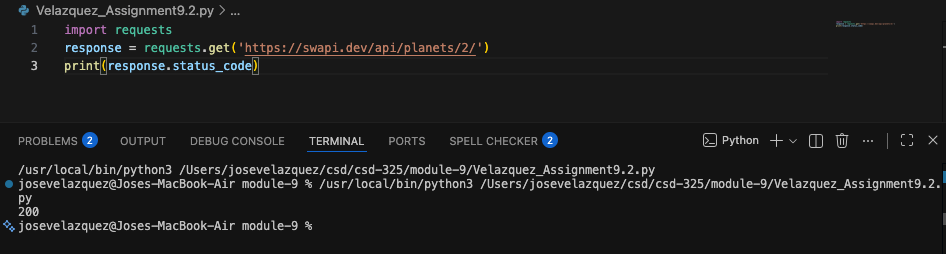 Velazquez_Assignment9.2.py > ...
1 import requests
2 response = requests.get('https://swapi.dev/api/planets/2/')
3 print(response.status_code)
PROBLEMS 2 OUTPUT DEBUG CONSOLE TERMINAL PORTS SPELL CHECKER 2 Python
/usr/local/bin/python3 /Users/josevelazquez/csd/csd-325/module-9/Velazquez_Assignment9.2.py
josevelazquez@Joses-MacBook-Air module-9 % /usr/local/bin/python3 /Users/josevelazquez/csd/csd-325/module-9/Velazquez_Assignment9.2.
py
200
josevelazquez@Joses-MacBook-Air module-9 %